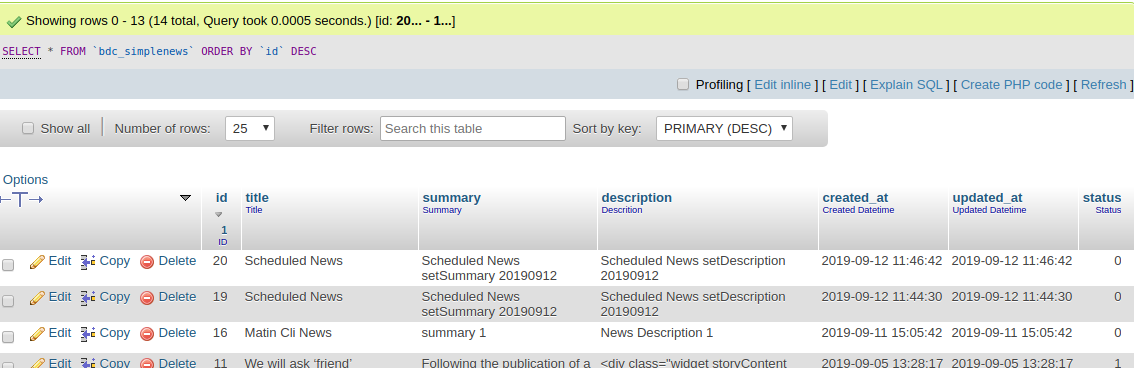 Showing rows 0 - 13 (14 total, Query took 0.0005 seconds.) [id: 20... - 1...]
SELECT * FROM `bdc_simplenews` ORDER BY `id` DESC
Profiling [ Edit inline ] [ Edit ] [ Explain SQL ] [ Create PHP code ] [ Refresh ]
Show all Number of rows: 25 Filter rows: Search this table Sort by key: PRIMARY (DESC)
Options
id title summary description created_at updated_at status
Title Summary Descrition Created Datetime Updated Datetime Status
1
ID
Edit Copy Delete 20 Scheduled News Scheduled News Scheduled News setDescription 2019-09-12 11:46:42 2019-09-12 11:46:42 0
setSummary 20190912 20190912
Edit Copy Delete 19 Scheduled News Scheduled News Scheduled News setDescription 2019-09-12 11:44:30 2019-09-12 11:44:30 0
setSummary 20190912 20190912
Edit Copy Delete 16 Matin Cli News summary 1 News Description 1 2019-09-11 15:05:42 2019-09-11 15:05:42 0
Edit Copy Delete 11 We will ask ‘friend’ Following the publication of a <div class="widget storyContent 2019-09-05 13:28:17 2019-09-05 13:28:17 1